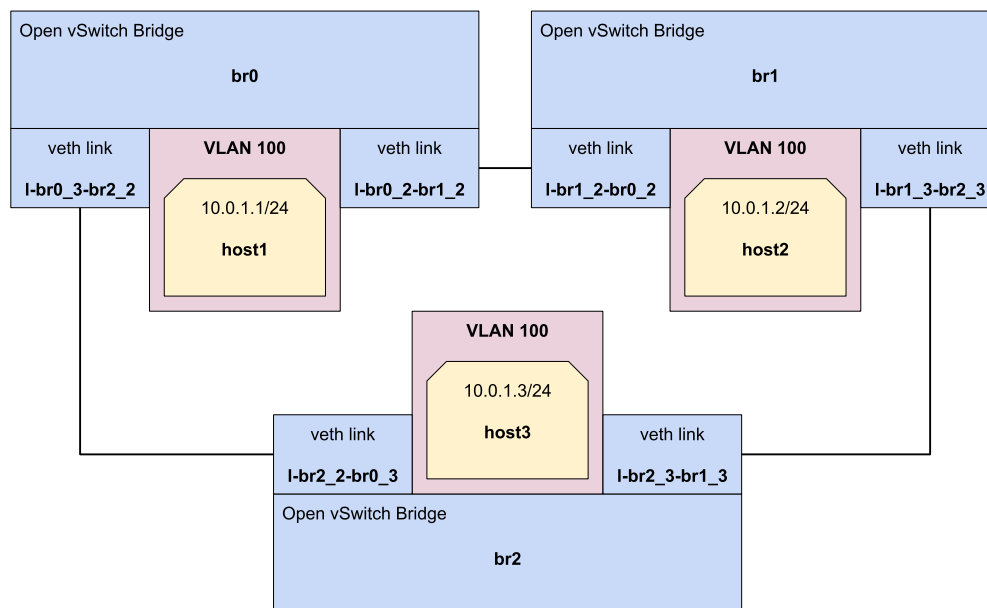 Open vSwitch Bridge
br0
veth link
l-br0_3-br2_2
VLAN 100
10.0.1.1/24
host1
veth link
l-br0_2-br1_2
Open vSwitch Bridge
br1
veth link
l-br1_2-br0_2
VLAN 100
10.0.1.2/24
host2
veth link
l-br1_3-br2_3
VLAN 100
10.0.1.3/24
host3
veth link
l-br2_2-br0_3
veth link
l-br2_3-br1_3
Open vSwitch Bridge
br2